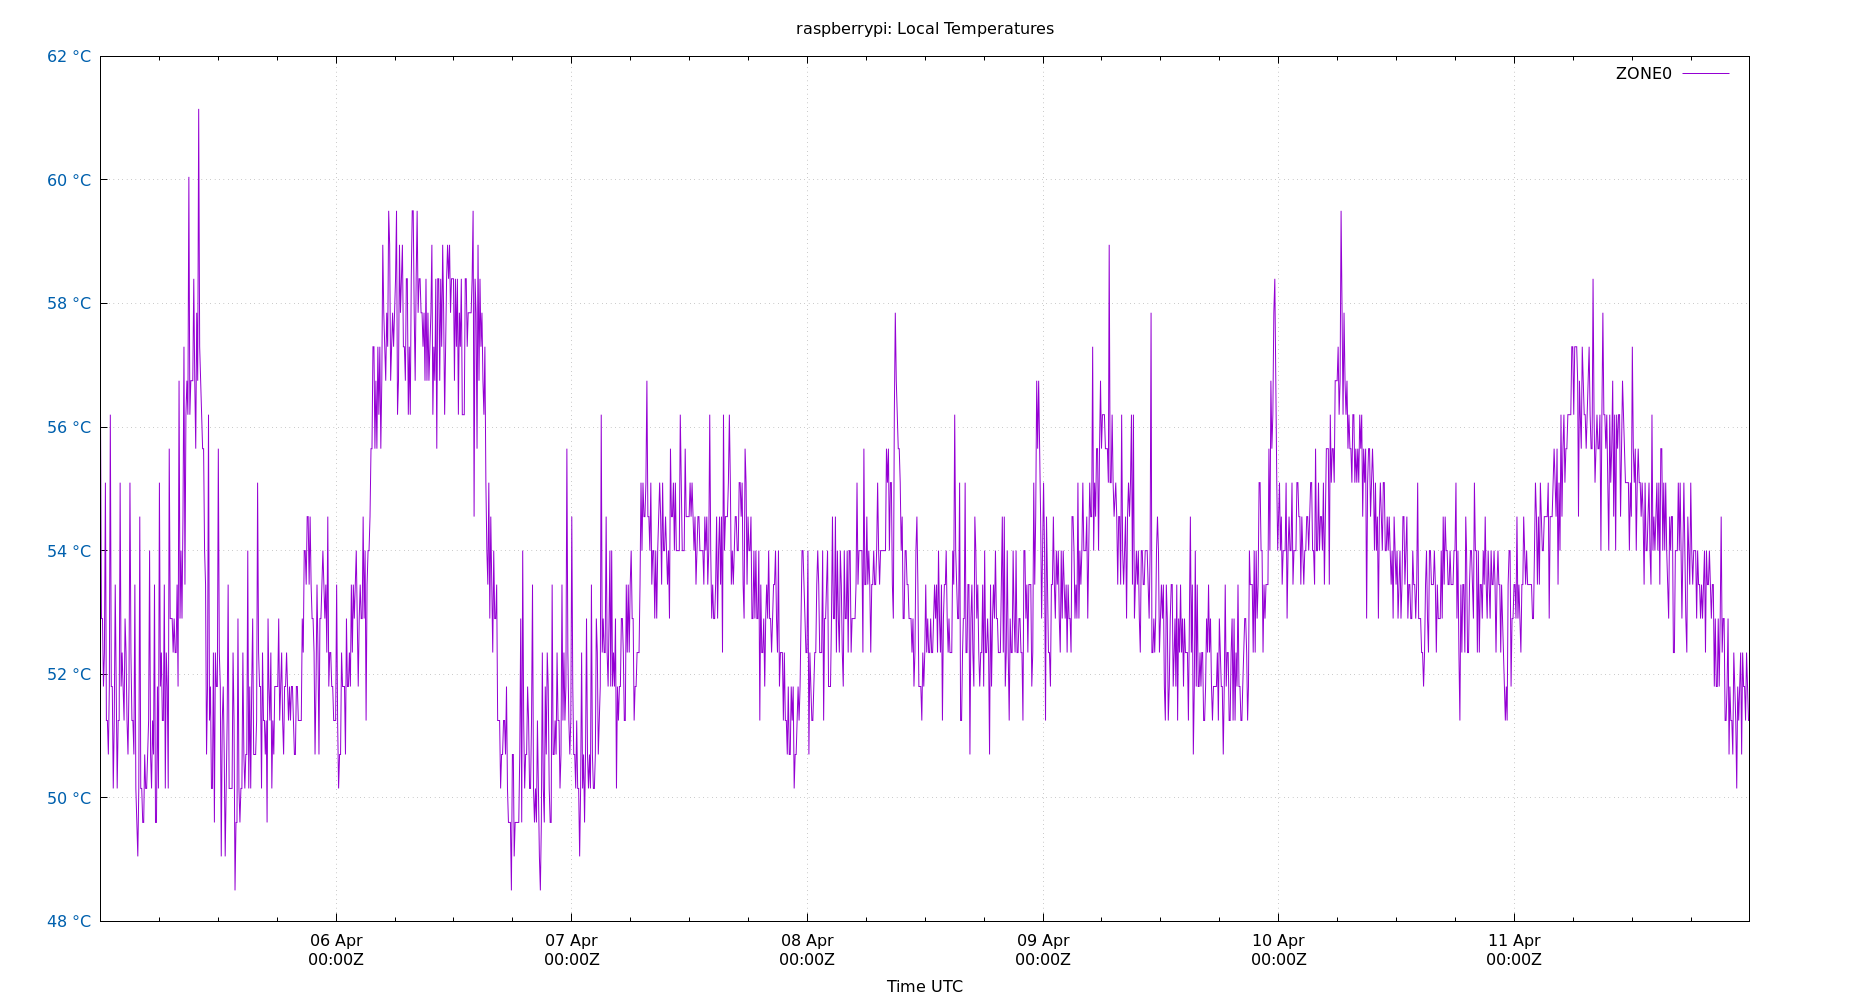 raspberrypi: Local Temperatures
ZONE0
62 °C
60 °C
58 °C
56 °C
54 °C
52 °C
50 °C
48 °C
06 Apr
00:00Z
07 Apr
00:00Z
08 Apr
00:00Z
09 Apr
00:00Z
10 Apr
00:00Z
11 Apr
00:00Z
Time UTC